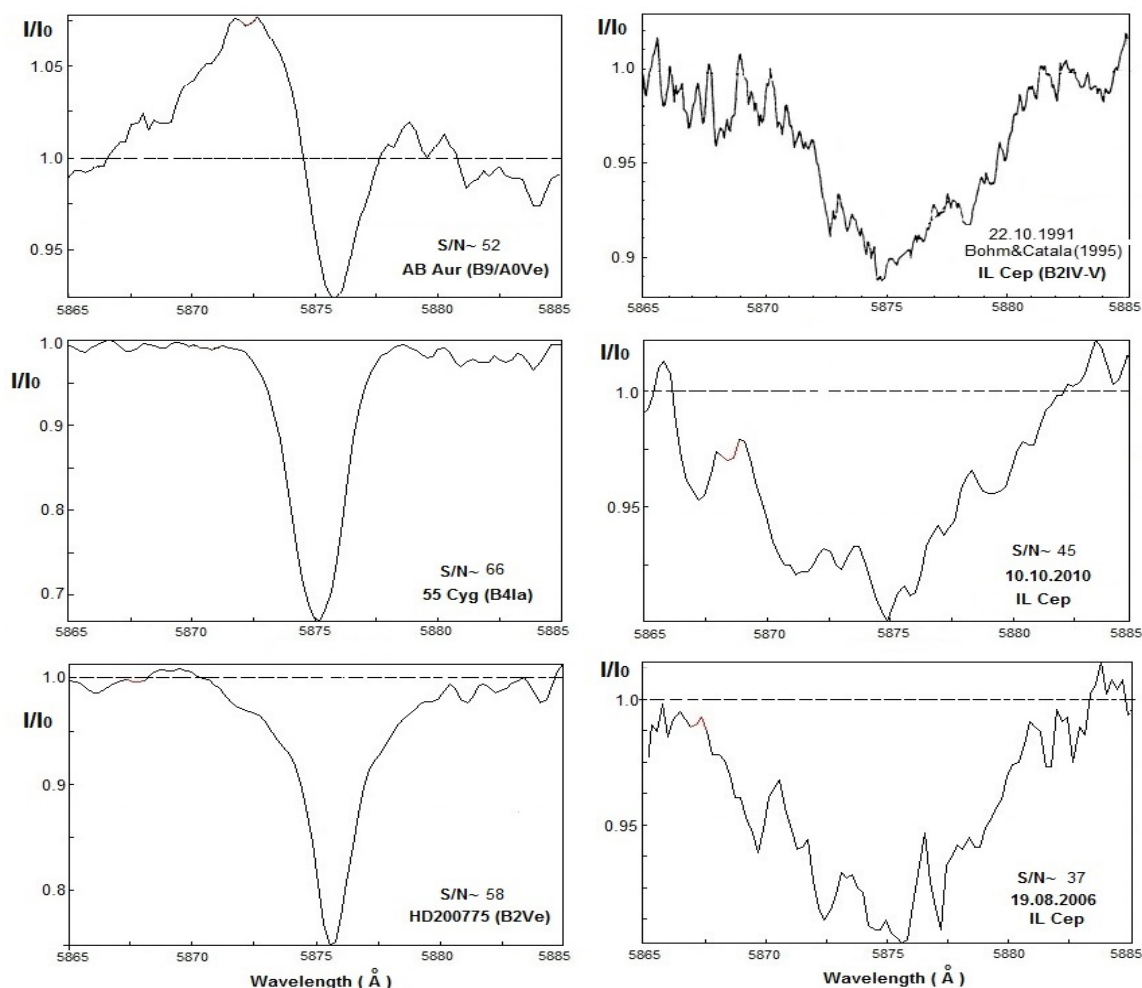 I/I0
1.05
1.0
0.95
S/N~ 52
AB Aur (B9/A0Ve)
5865
5870
5875
5880
5885
I/I0
1.0
0.95
0.9
22.10.1991
Bohm&Catala(1995)
IL Cep (B2IV-V)
5865
5870
5875
5880
5885
1.0
I/I0
0.9
0.8
0.7
S/N~ 66
55 Cyg (B4Ia)
5865
5870
5875
5880
5885
I/I0
1.0
0.95
S/N~ 45
10.10.2010
IL Cep
5865
5870
5875
5880
5885
1.0
I/I0
0.9
0.8
S/N~ 58
HD200775 (B2Ve)
5865
5870
5875
5880
5885
Wavelength ( Å )
I/I0
1.0
0.95
S/N~ 37
19.08.2006
IL Cep
5865
5870
5875
5880
5885
Wavelength ( Å )